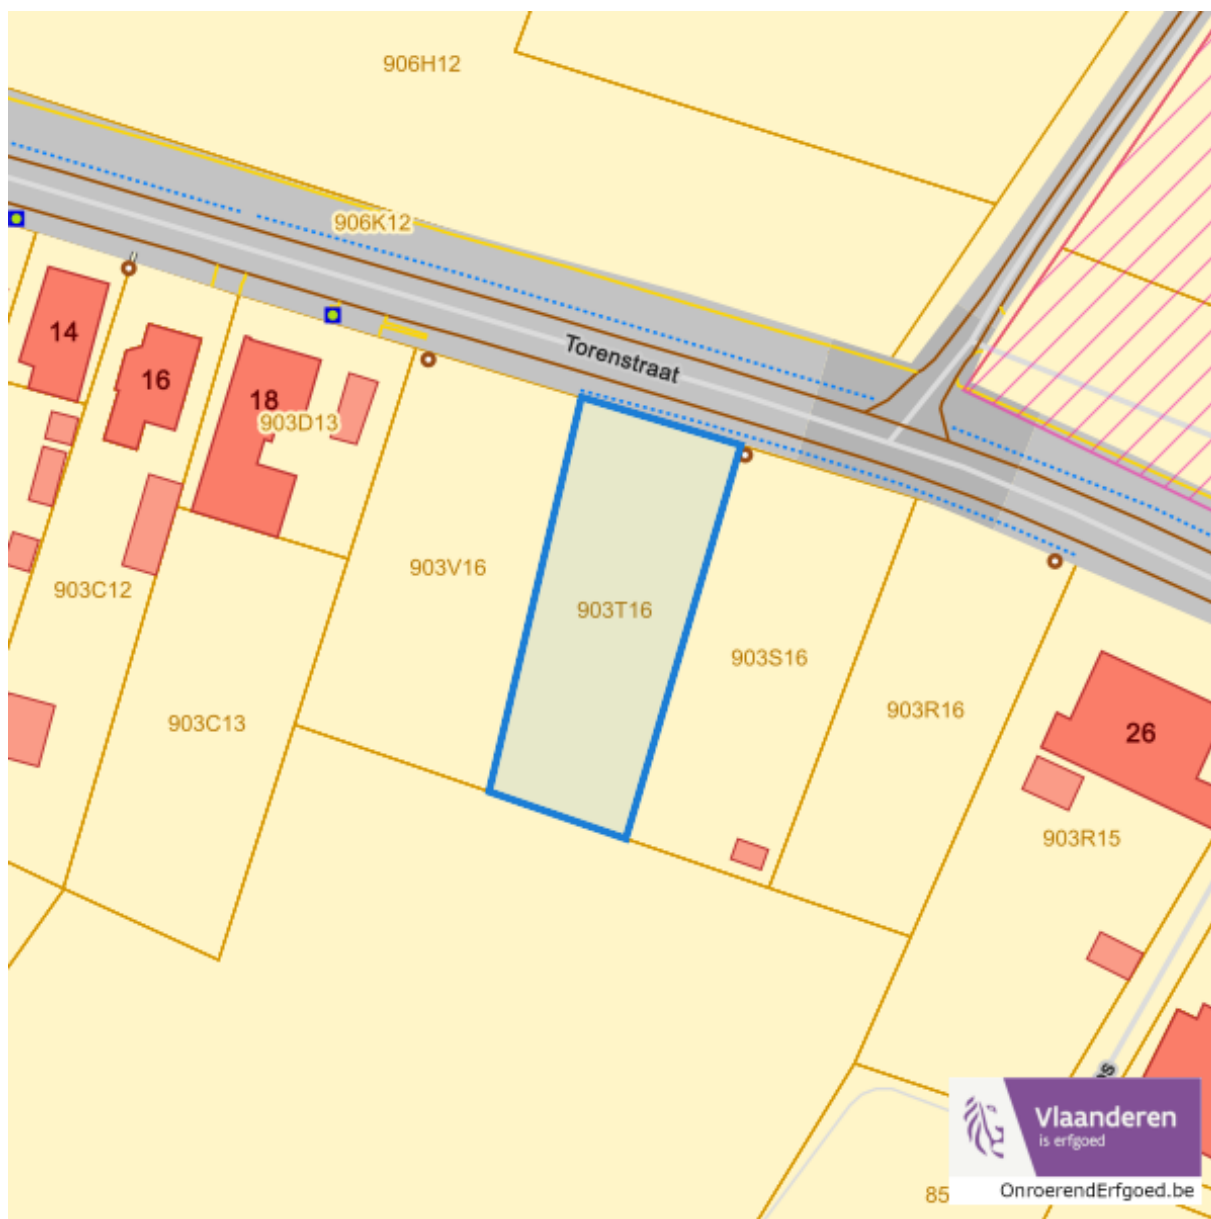 906H12
906K12
Torenstraat
14
16
18
903D13
903V16
903C12
903T16
903S16
903C13
903R16
26
903R15
Vlaanderen
is erfgoed
OnroerendErfgoed.be